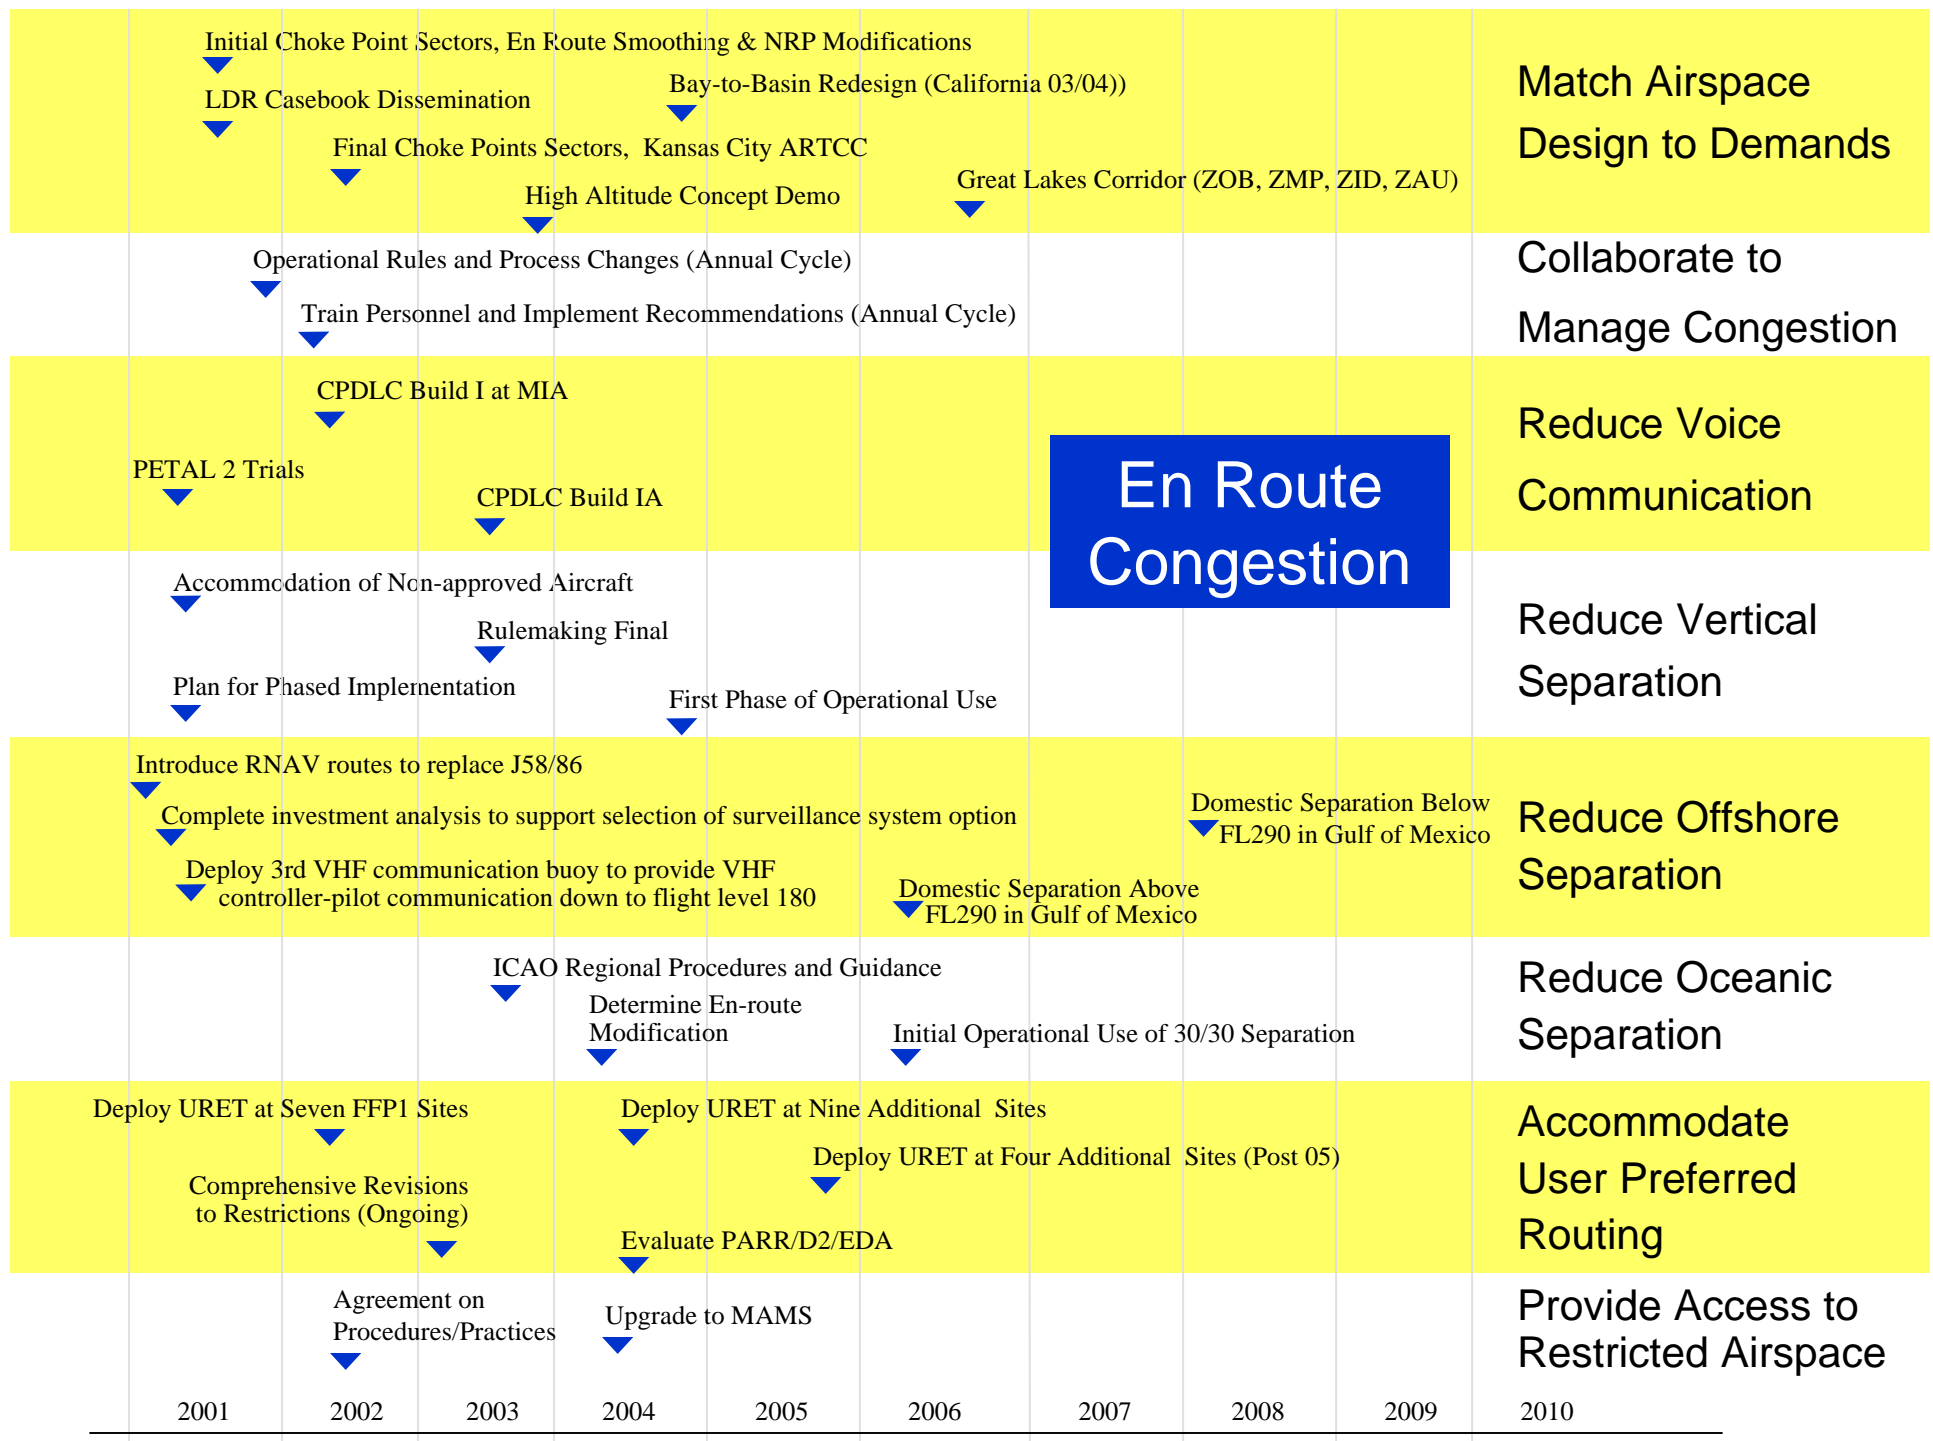 Initial Choke Point Sectors, En Route Smoothing & NRP Modifications
Bay-to-Basin Redesign (California 03/04))
LDR Casebook Dissemination
Final Choke Points Sectors, Kansas City ARTCC
High Altitude Concept Demo
Great Lakes Corridor (ZOB, ZMP, ZID, ZAU)
Match Airspace
Design to Demands
Operational Rules and Process Changes (Annual Cycle)
Train Personnel and Implement Recommendations (Annual Cycle)
Collaborate to
Manage Congestion
CPDLC Build I at MIA
PETAL 2 Trials
CPDLC Build IA
Reduce Voice
Communication
En Route
Congestion
Accommodation of Non-approved Aircraft
Rulemaking Final
Plan for Phased Implementation
First Phase of Operational Use
Reduce Vertical
Separation
Introduce RNAV routes to replace J58/86
Complete investment analysis to support selection of surveillance system option
Deploy 3rd VHF communication buoy to provide VHF
controller-pilot communication down to flight level 180
Domestic Separation Above
FL290 in Gulf of Mexico
Domestic Separation Below
FL290 in Gulf of Mexico
Reduce Offshore
Separation
ICAO Regional Procedures and Guidance
Determine En-route
Modification
Initial Operational Use of 30/30 Separation
Reduce Oceanic
Separation
Deploy URET at Seven FFP1 Sites
Deploy URET at Nine Additional Sites
Deploy URET at Four Additional Sites (Post 05)
Comprehensive Revisions
to Restrictions (Ongoing)
Evaluate PARR/D2/EDA
Accommodate
User Preferred
Routing
Agreement on
Procedures/Practices
Upgrade to MAMS
Provide Access to
Restricted Airspace
2001 2002 2003 2004 2005 2006 2007 2008 2009 2010